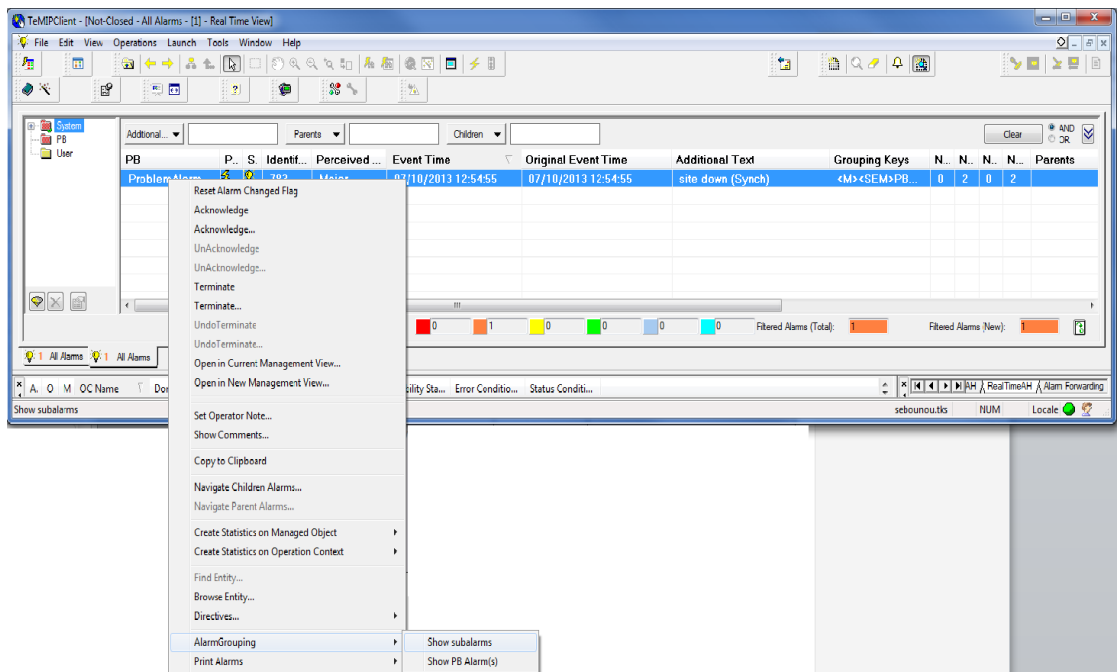 TeMIPClient - [Not-Closed - All Alarms - [1] - Real Time View]
File Edit View Operations Launch Tools Window Help
System
PB
User
Addtional... Parents Children Clear AND
OR
PB P.. S. Identif... Perceived ... Event Time Original Event Time Additional Text Grouping Keys N... N... N... N... Parents
ProblemAlarm 783 Major 07/10/2013 12:54:55 07/10/2013 12:54:55 site down (Synch) <M><SEM>PB... 0 2 0 2
Reset Alarm Changed Flag
Acknowledge
Acknowledge...
UnAcknowledge
UnAcknowledge...
Terminate
Terminate...
UndoTerminate
UndoTerminate...
Open in Current Management View...
Open in New Management View...
Set Operator Note...
Show Comments...
Copy to Clipboard
Navigate Children Alarms...
Navigate Parent Alarms...
Create Statistics on Managed Object
Create Statistics on Operation Context
Find Entity...
Browse Entity...
Directives...
AlarmGrouping
Print Alarms
Show subalarms
Show PB Alarm(s)
0 1 0 0 0 0 Filtered Alarms (Total): 1 Filtered Alarms (New): 1
1 All Alarms 1 All Alarms
A. O M OC Name Dor ility Sta... Error Conditio... Status Conditi... AH RealTimeAH Alarm Forwarding
Show subalarms sebounou.tks NUM Locale